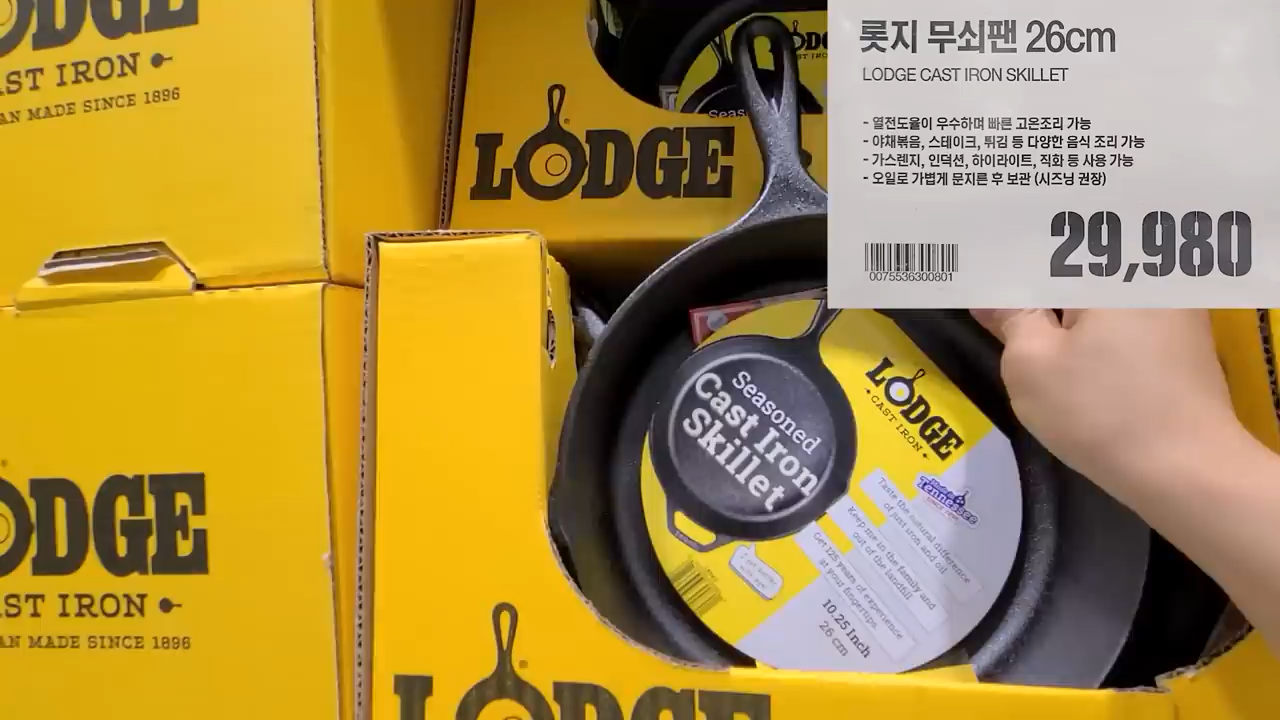 ODGE
AST IRON
AN MADE SINCE 1896
LODGE
롯지 무쇠팬 26cm
LODGE CAST IRON SKILLET
- 열전도율이 우수하며 빠른 고온조리 가능
- 야채볶음, 스테이크, 튀김 등 다양한 음식 조리 가능
- 가스렌지, 인덕션, 하이라이트, 직화 등 사용 가능
- 오일로 가볍게 문지른 후 보관 (시즈닝 권장)
29,980
0075536300801
Seasoned
Cast Iron
Skillet
LODGE
CAST IRON
Tennessee
SINCE 1896
Taste the natural difference
of just iron and oil
Keep me in the family and
out of the landfill
Get 125 years of experience
at your fingertips
10.25 Inch
26 cm
ODGE
AST IRON
AN MADE SINCE 1896
LODGE